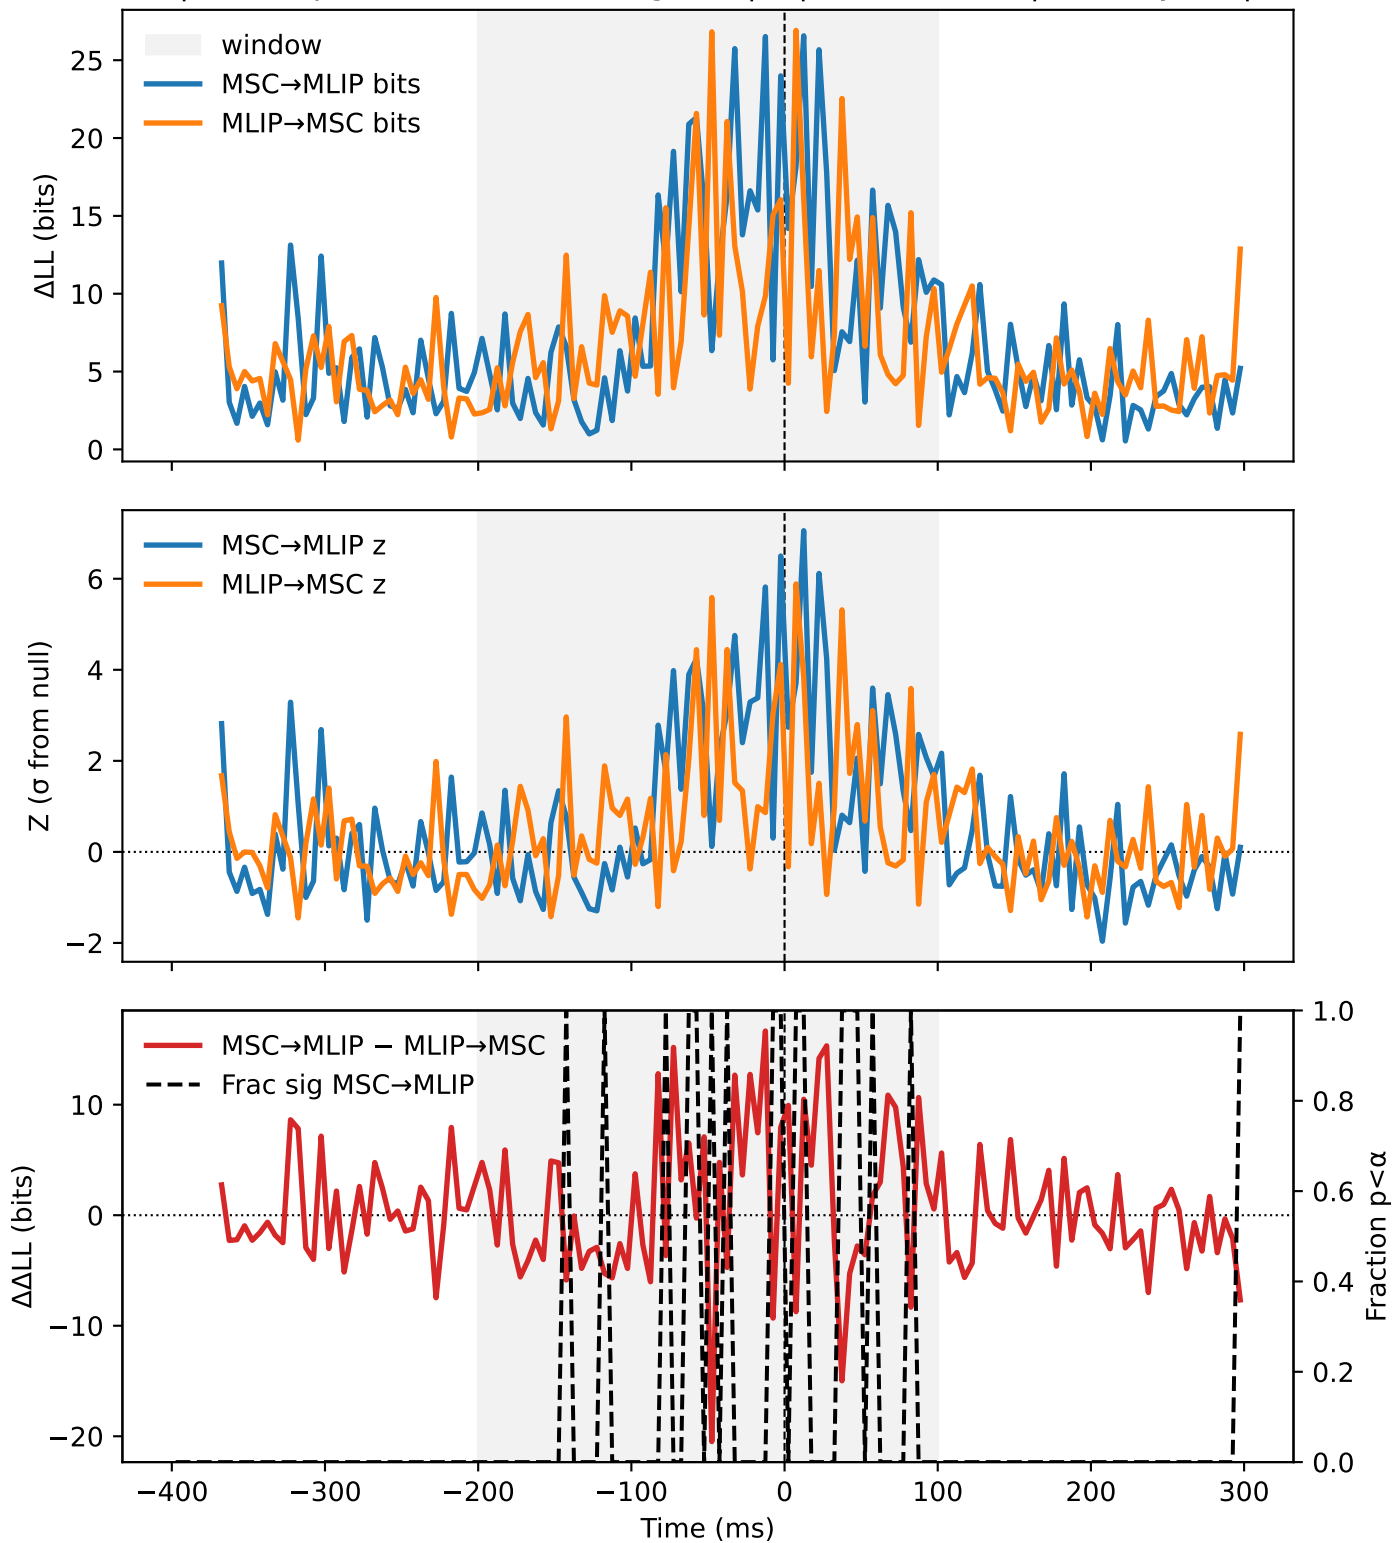 window
MSC→MLIP bits
MLIP→MSC bits
ΔLL (bits)
25
20
15
10
5
0
MSC→MLIP z
MLIP→MSC z
Z (σ from null)
6
4
2
0
−2
MSC→MLIP − MLIP→MSC
Frac sig MSC→MLIP
ΔΔLL (bits)
10
0
−10
−20
1.0
0.8
0.6
0.4
0.2
0.0
Fraction p<α
−400 −300 −200 −100 0 100 200 300
Time (ms)